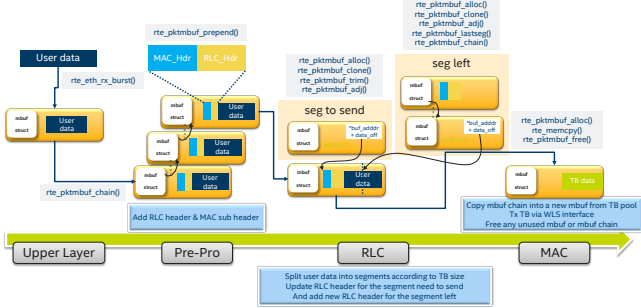 rte_pktmbuf_alloc()
rte_pktmbuf_clone()
rte_pktmbuf_adj()
rte_pktmbuf_lastseg()
rte_pktmbuf_chain()
rte_pktmbuf_prepend()
User data
MAC_Hdr
RLC_Hdr
rte_pktmbuf_alloc()
rte_pktmbuf_clone()
rte_pktmbuf_trim()
rte_pktmbuf_adj()
seg left
rte_eth_rx_burst()
mbuf
struct
seg to send
mbuf
struct
User
data
mbuf
struct
User
data
mbuf
struct
*buf_adddr
+ data_off
mbuf
struct
*buf_adddr
+ data_off
rte_pktmbuf_alloc()
rte_memcpy()
rte_pktmbuf_free()
mbuf
struct
User
data
rte_pktmbuf_chain()
mbuf
struct
User
data
mbuf
struct
User
data
mbuf
struct
TB data
Add RLC header & MAC sub header
Copy mbuf chain into a new mbuf from TB pool
Tx TB via WLS interface
Free any unused mbuf or mbuf chain
Upper Layer
Pre-Pro
RLC
MAC
Split user data into segments according to TB size
Update RLC header for the segment need to send
And add new RLC header for the segment left